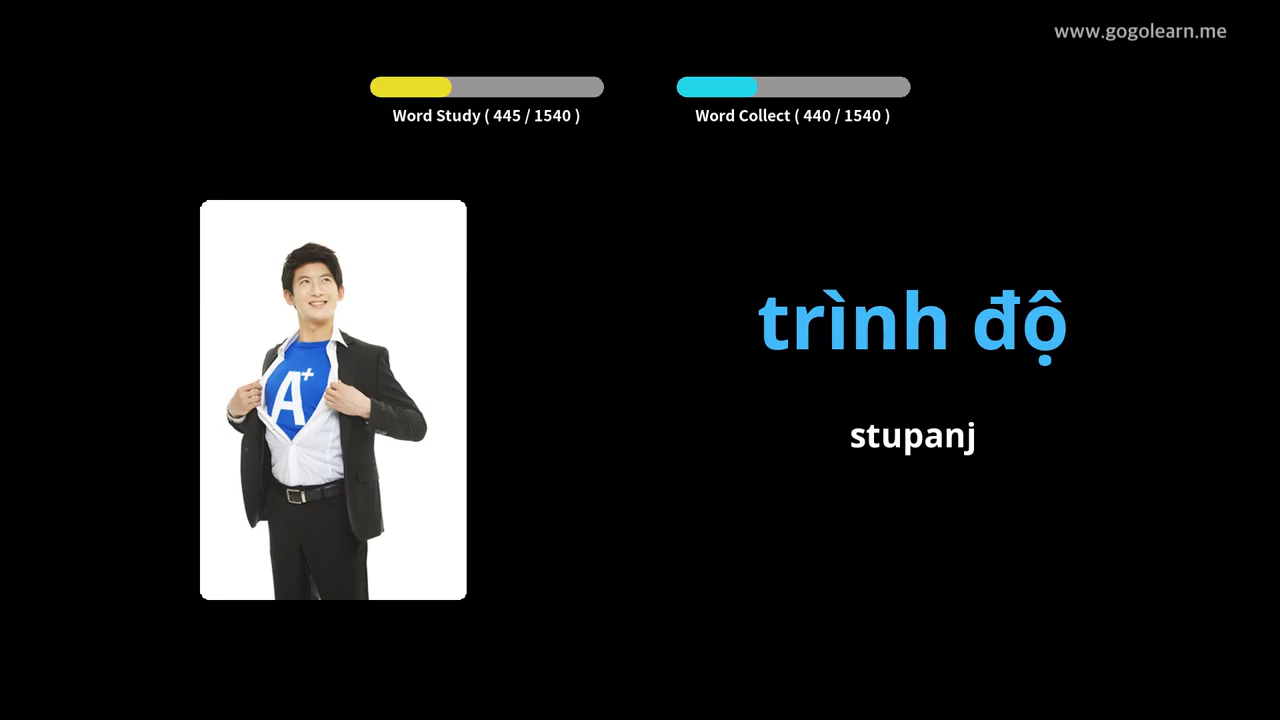 www.gogolearn.me
Word Study ( 445 / 1540 )
Word Collect ( 440 / 1540 )
A+
trình độ
stupanj